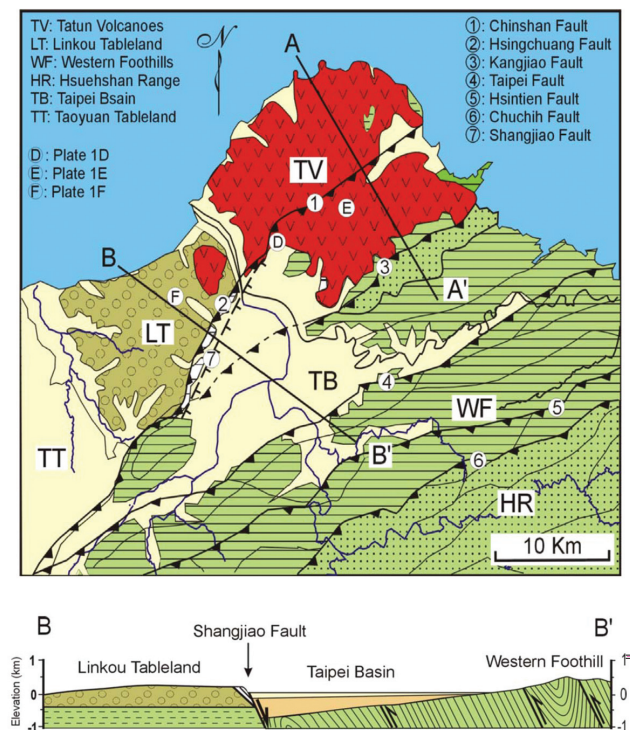 TV: Tatun Volcanoes
LT: Linkou Tableland
WF: Western Foothills
HR: Hsuehshan Range
TB: Taipei Bsain
TT: Taoyuan Tableland
D: Plate 1D
E: Plate 1E
F: Plate 1F
N
A
①: Chinshan Fault
②: Hsingchuang Fault
③: Kangjiao Fault
④: Taipei Fault
⑤: Hsintien Fault
⑥: Chuchih Fault
⑦: Shangjiao Fault
TV
1
E
D
B
3
F
2
A'
LT
7
TB
4
WF
5
TT
B'
6
HR
10 Km
B
B'
Shangjiao Fault
Linkou Tableland
Taipei Basin
Western Foothill
Elevation (km)
1
0
-1
1
0
-1